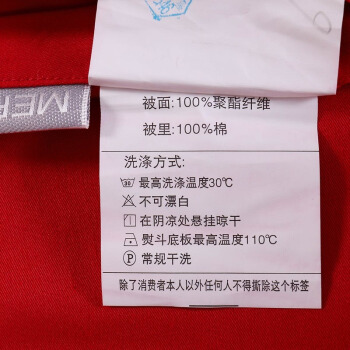 MER
被面:100%聚酯纤维
被里:100%棉
洗涤方式:
最高洗涤温度30℃
不可漂白
在阴凉处悬挂晾干
熨斗底板最高温度110℃
Ⓟ 常规干洗
除了消费者本人以外任何人不得撕除这个标签